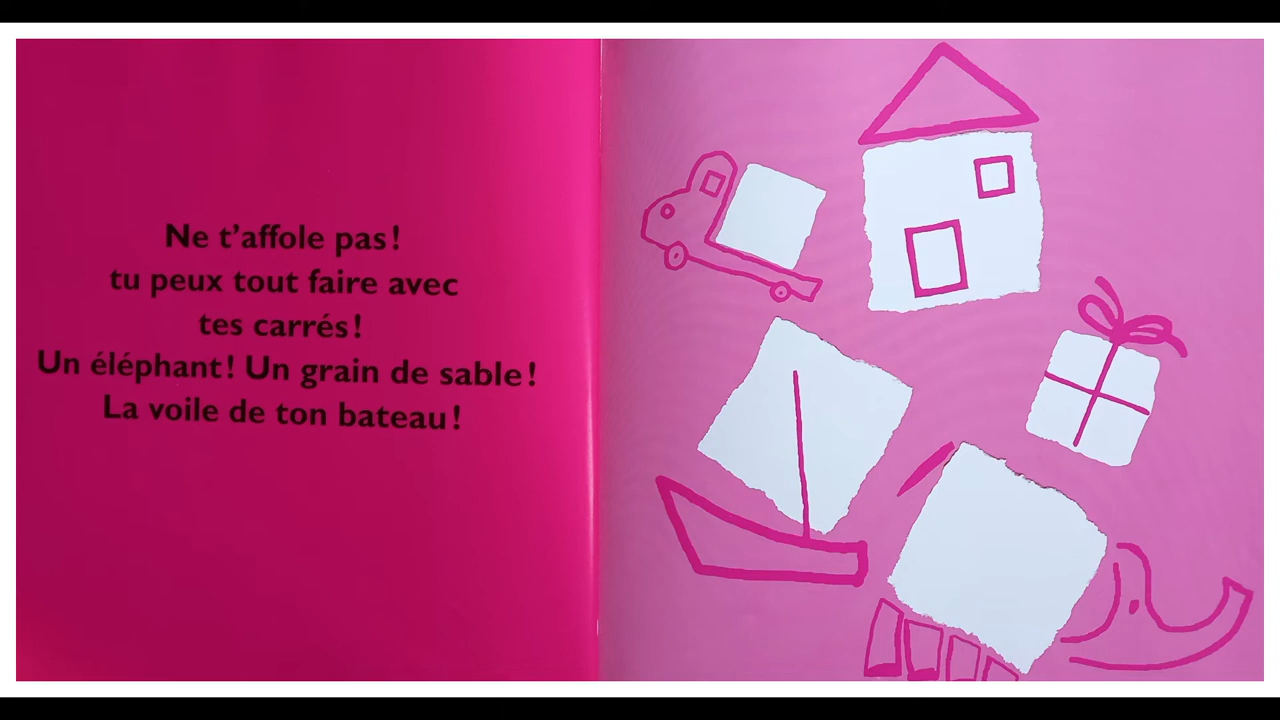 Ne t'affole pas !
tu peux tout faire avec
tes carrés !
Un éléphant ! Un grain de sable !
La voile de ton bateau !